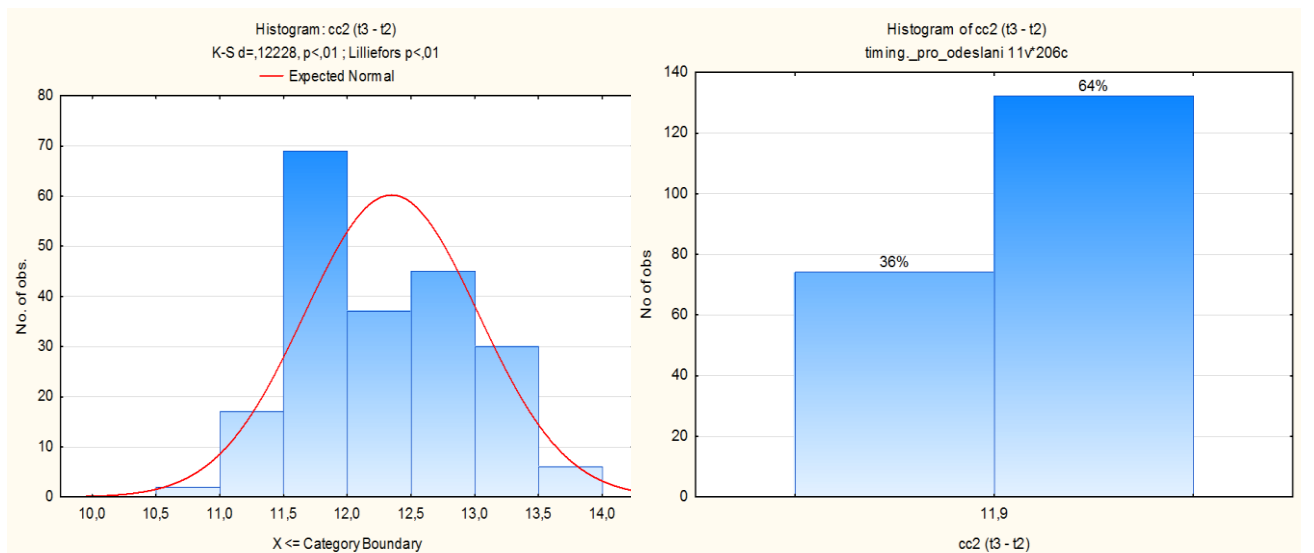 Histogram: cc2 (t3 - t2)
K-S d=,12228, p<,01 ; Lilliefors p<,01
Expected Normal
80
70
60
50
40
30
20
10
0
No. of obs.
10,0 10,5 11,0 11,5 12,0 12,5 13,0 13,5 14,0
X <= Category Boundary
Histogram of cc2 (t3 - t2)
timing._pro_odeslani 11v*206c
140
120
100
80
60
40
20
0
No of obs
36%
64%
11,9
cc2 (t3 - t2)